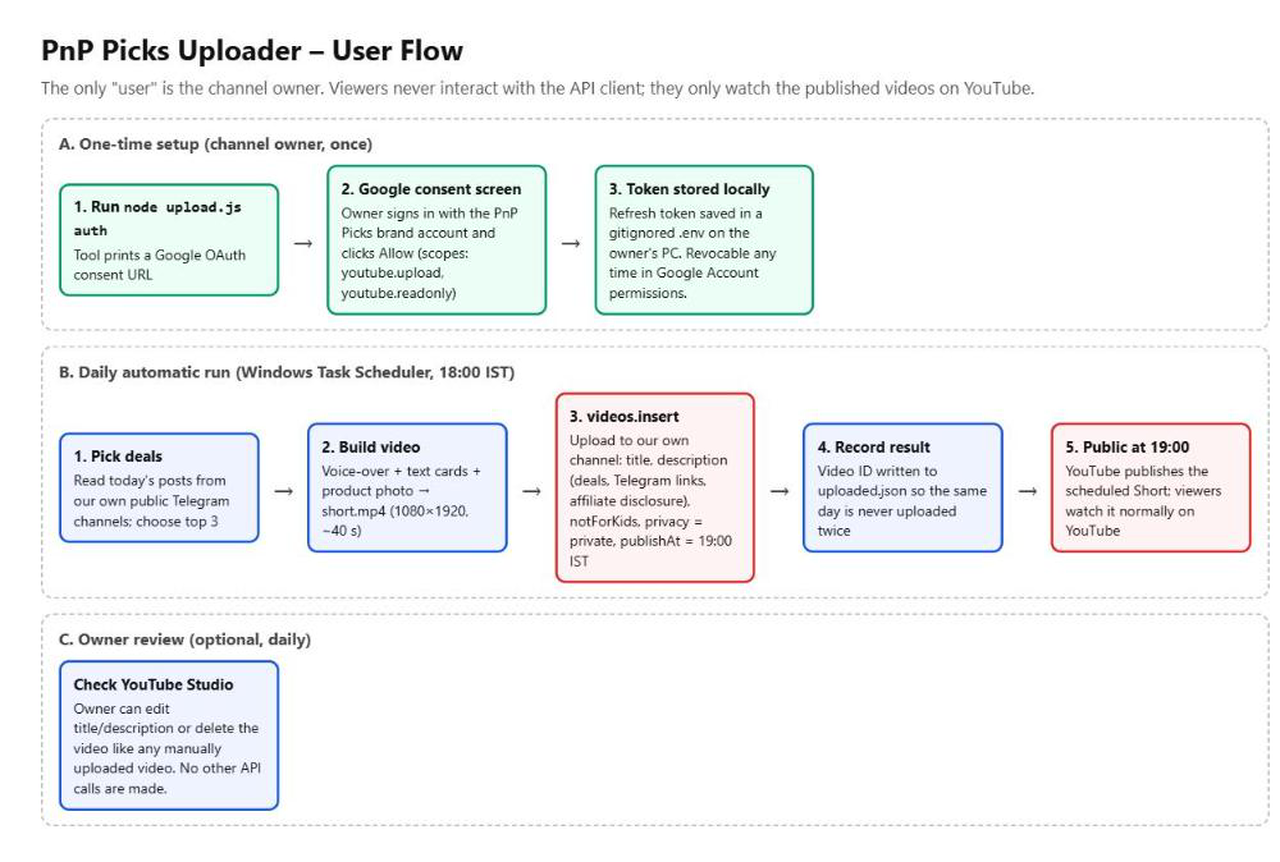 PnP Picks Uploader – User Flow
The only "user" is the channel owner. Viewers never interact with the API client; they only watch the published videos on YouTube.
A. One-time setup (channel owner, once)
1. Run node upload.js
auth
Tool prints a Google OAuth
consent URL
→
2. Google consent screen
Owner signs in with the PnP
Picks brand account and
clicks Allow (scopes:
youtube.upload,
youtube.readonly)
→
3. Token stored locally
Refresh token saved in a
gitignored .env on the
owner's PC. Revocable any
time in Google Account
permissions.
B. Daily automatic run (Windows Task Scheduler, 18:00 IST)
1. Pick deals
Read today's posts from
our own public Telegram
channels; choose top 3
→
2. Build video
Voice-over + text cards +
product photo →
short.mp4 (1080×1920,
~40 s)
→
3. videos.insert
Upload to our own
channel: title, description
(deals, Telegram links,
affiliate disclosure),
notForKids, privacy =
private, publishAt = 19:00
IST
→
4. Record result
Video ID written to
uploaded.json so the same
day is never uploaded
twice
→
5. Public at 19:00
YouTube publishes the
scheduled Short; viewers
watch it normally on
YouTube
C. Owner review (optional, daily)
Check YouTube Studio
Owner can edit
title/description or delete the
video like any manually
uploaded video. No other API
calls are made.